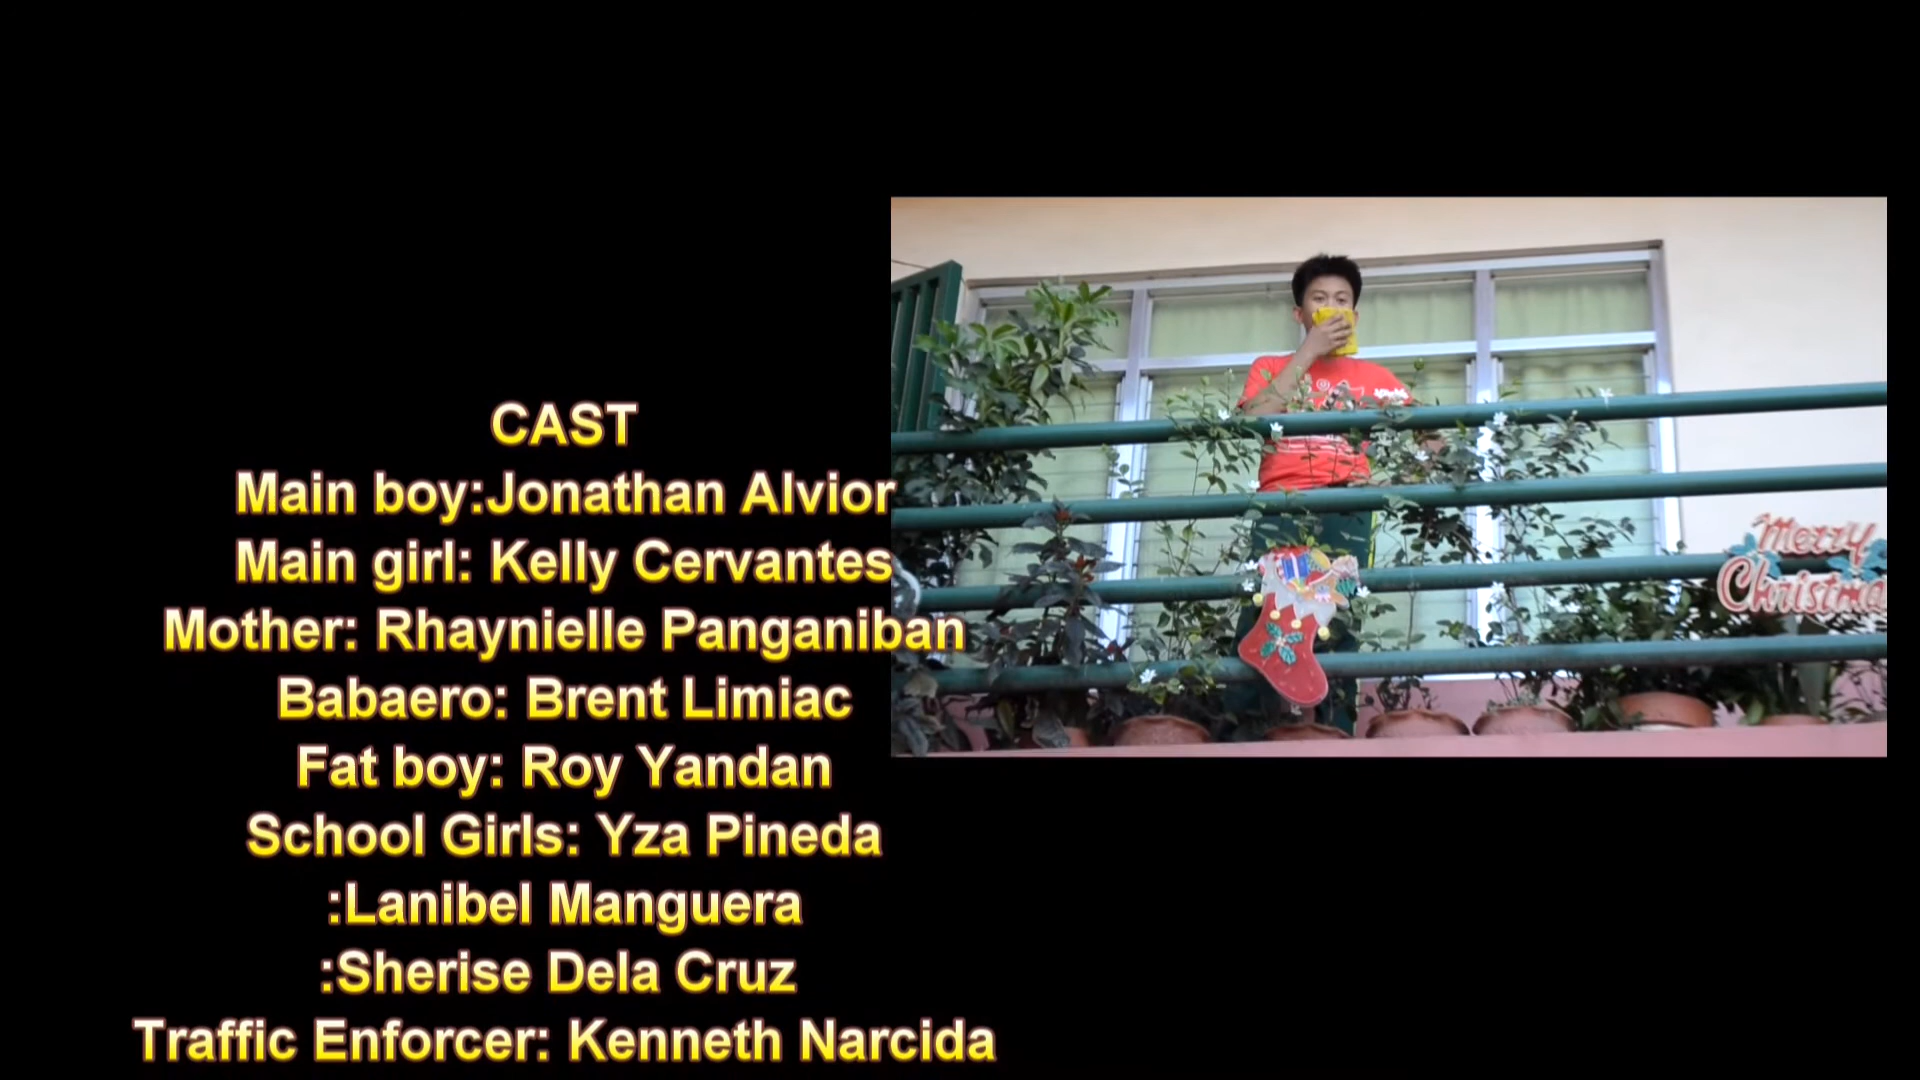 CAST
Main boy:Jonathan Alvior
Main girl: Kelly Cervantes
Mother: Rhaynielle Panganiban
Babaero: Brent Limiac
Fat boy: Roy Yandan
School Girls: Yza Pineda
:Lanibel Manguera
:Sherise Dela Cruz
Traffic Enforcer: Kenneth Narcida
Merry
Christma